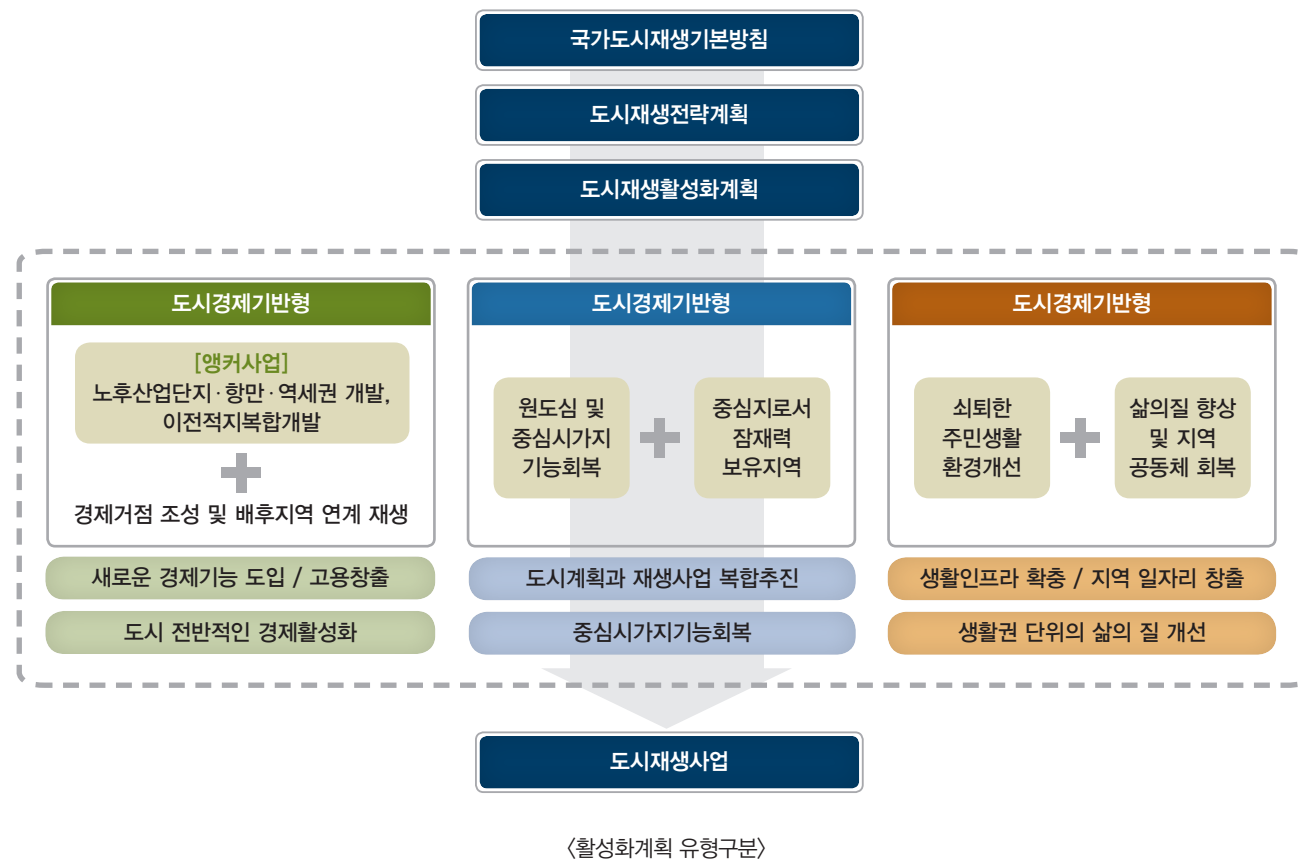 국가도시재생기본방침
도시재생전략계획
도시재생활성화계획
도시경제기반형
[앵커사업]
노후산업단지·항만·역세권 개발,
이전적지복합개발
+
경제거점 조성 및 배후지역 연계 재생
새로운 경제기능 도입 / 고용창출
도시 전반적인 경제활성화
도시경제기반형
원도심 및
중심시가지
기능회복
+
중심지로서
잠재력
보유지역
도시계획과 재생사업 복합추진
중심시가지기능회복
도시경제기반형
쇠퇴한
주민생활
환경개선
+
삶의질 향상
및 지역
공동체 회복
생활인프라 확충 / 지역 일자리 창출
생활권 단위의 삶의 질 개선
도시재생사업
〈활성화계획 유형구분〉